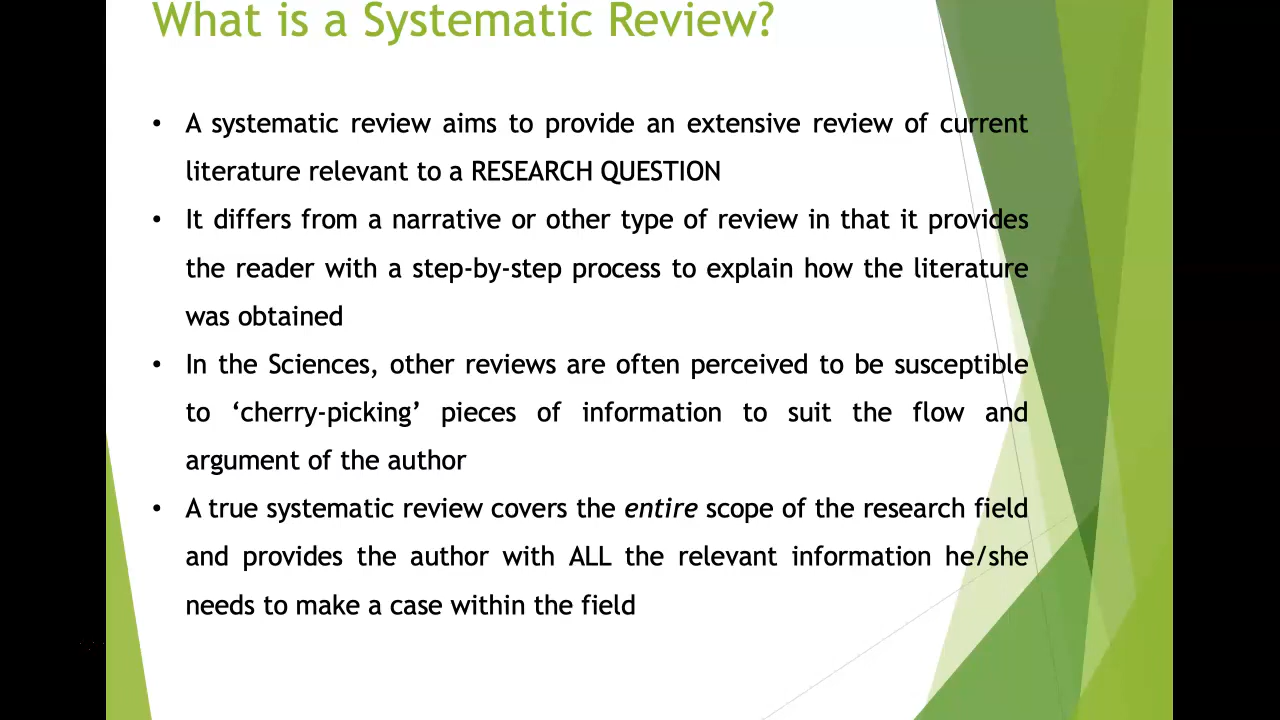 What is a Systematic Review?
• A systematic review aims to provide an extensive review of current
literature relevant to a RESEARCH QUESTION
• It differs from a narrative or other type of review in that it provides
the reader with a step-by-step process to explain how the literature
was obtained
• In the Sciences, other reviews are often perceived to be susceptible
to ‘cherry-picking’ pieces of information to suit the flow and
argument of the author
• A true systematic review covers the entire scope of the research field
and provides the author with ALL the relevant information he/she
needs to make a case within the field